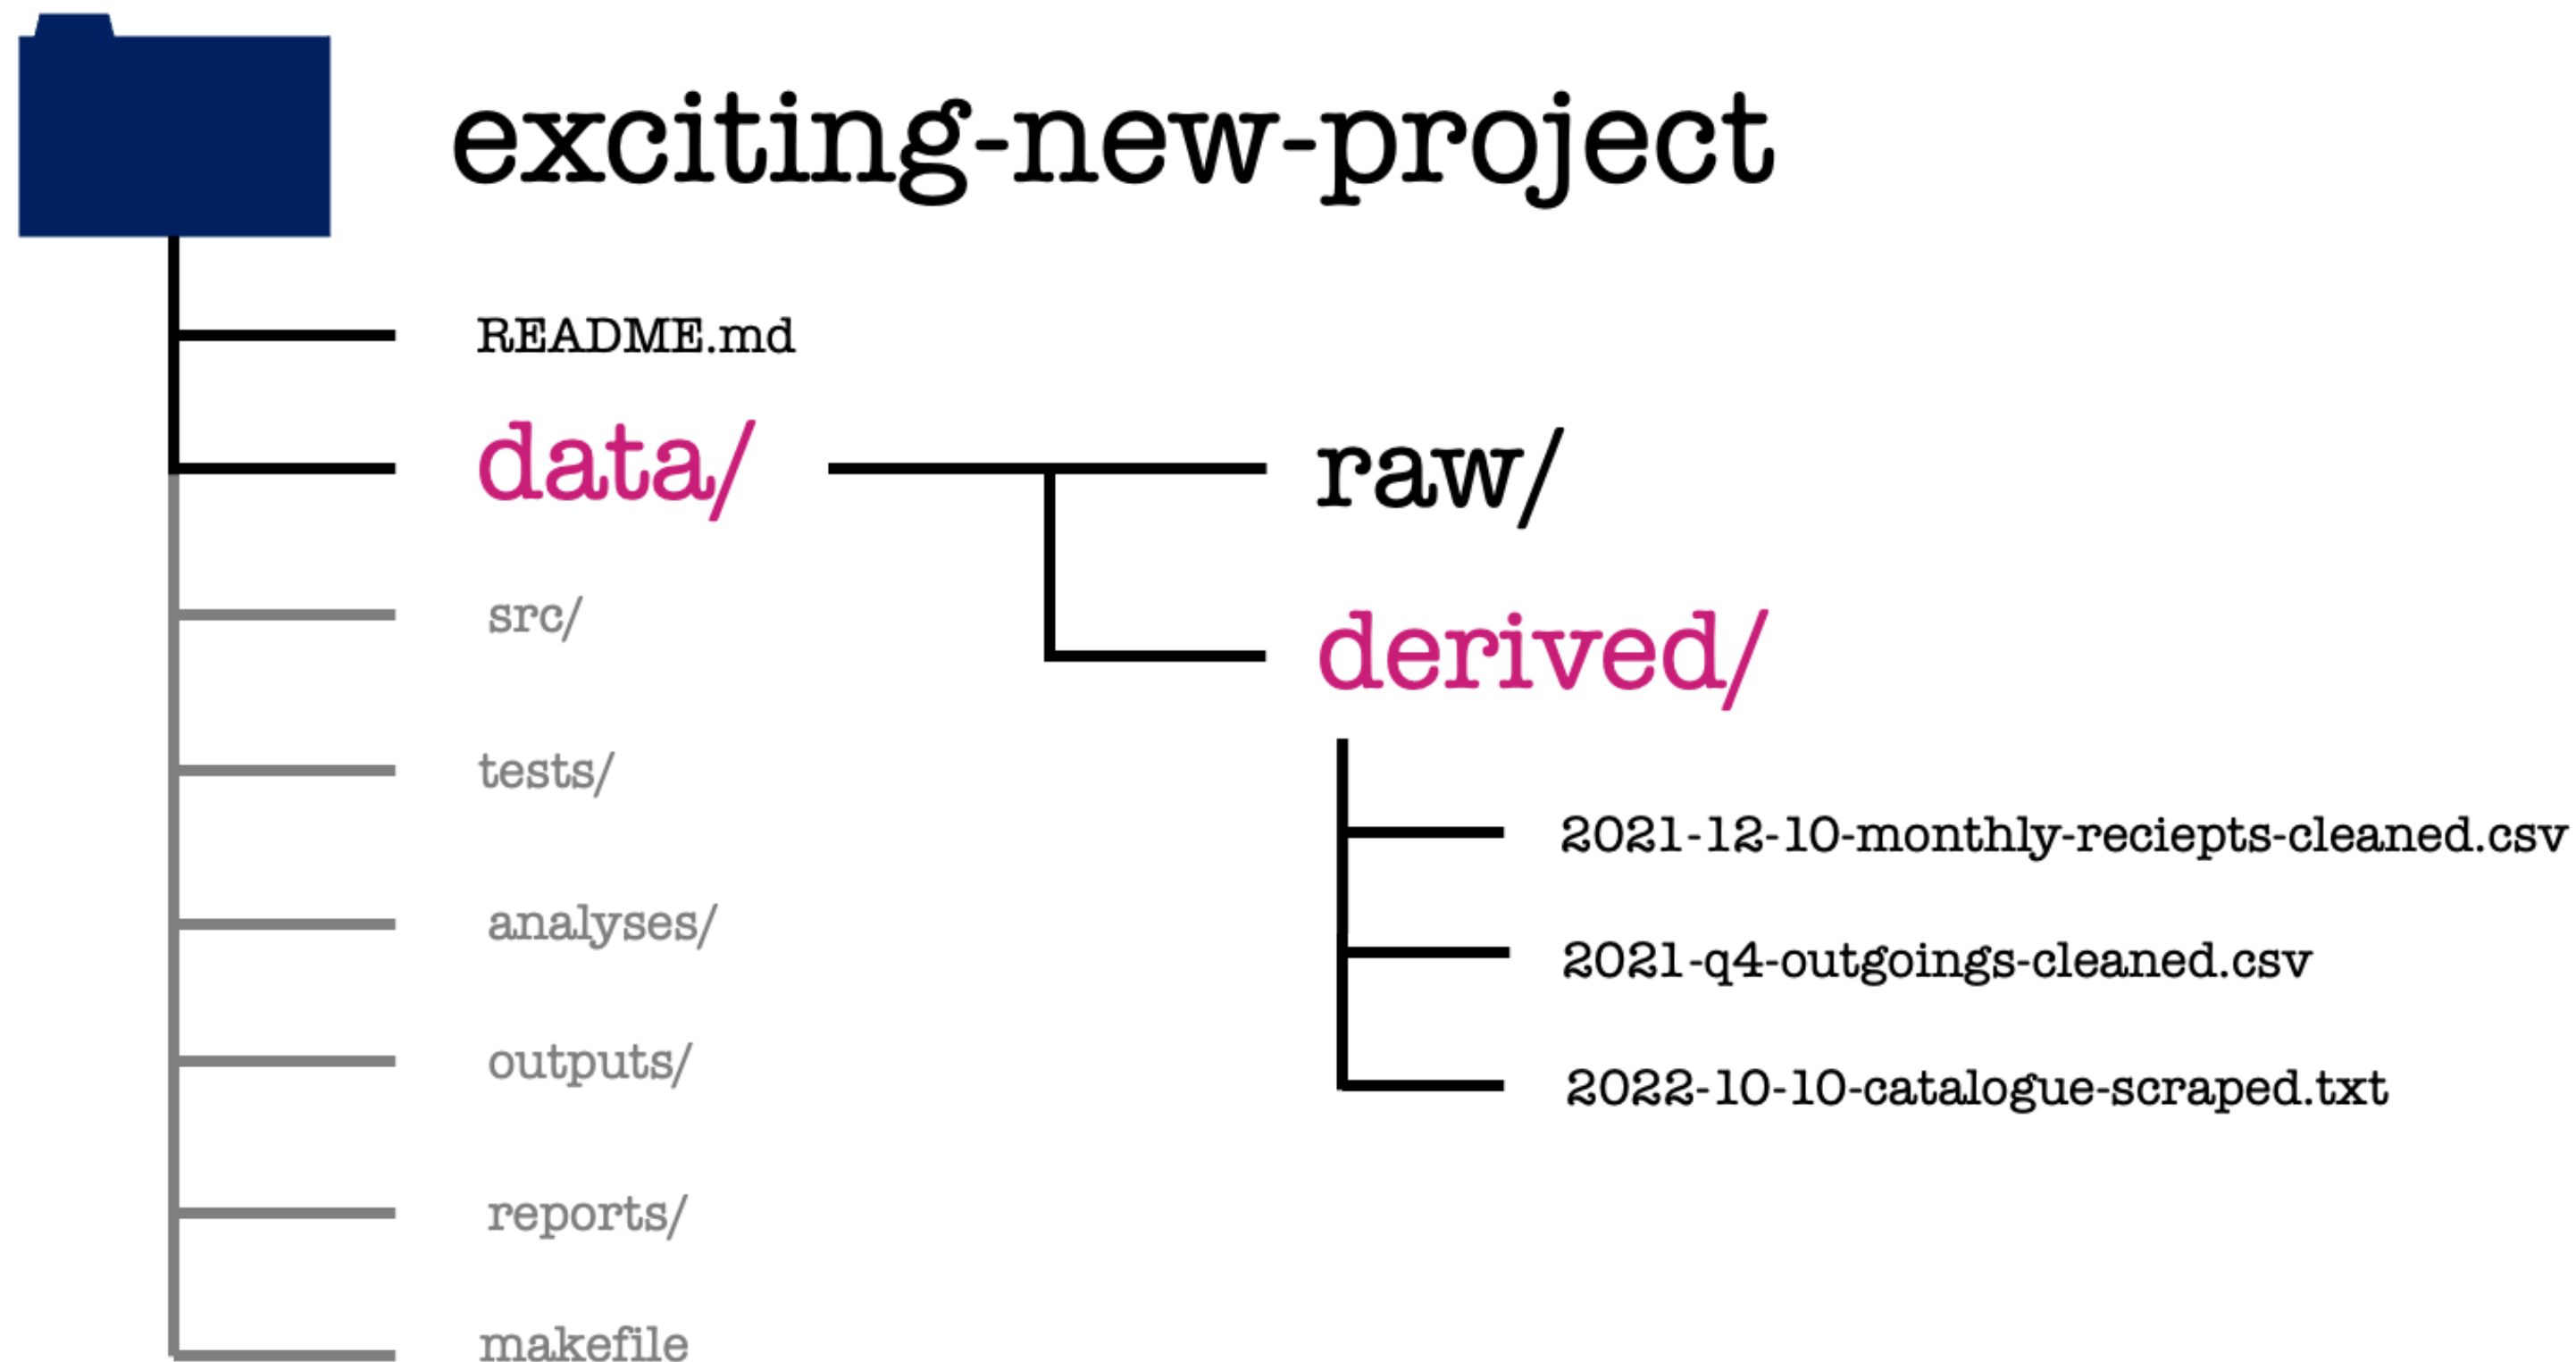 exciting-new-project
README.md
data/
raw/
src/
derived/
tests/
2021-12-10-monthly-reciepts-cleaned.csv
analyses/
2021-q4-outgoings-cleaned.csv
outputs/
2022-10-10-catalogue-scraped.txt
reports/
makefile